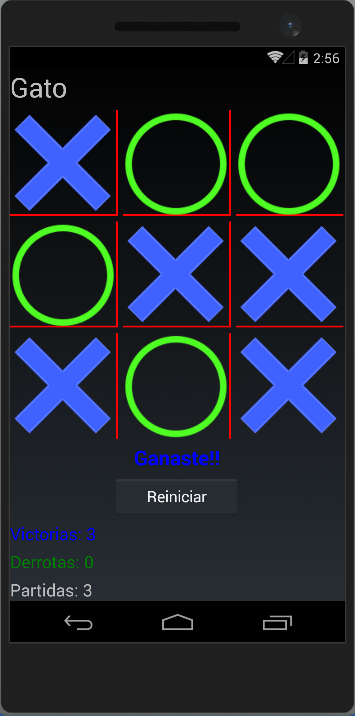 2:56
Gato
Ganaste!!
Reiniciar
Victorias: 3
Derrotas: 0
Partidas: 3